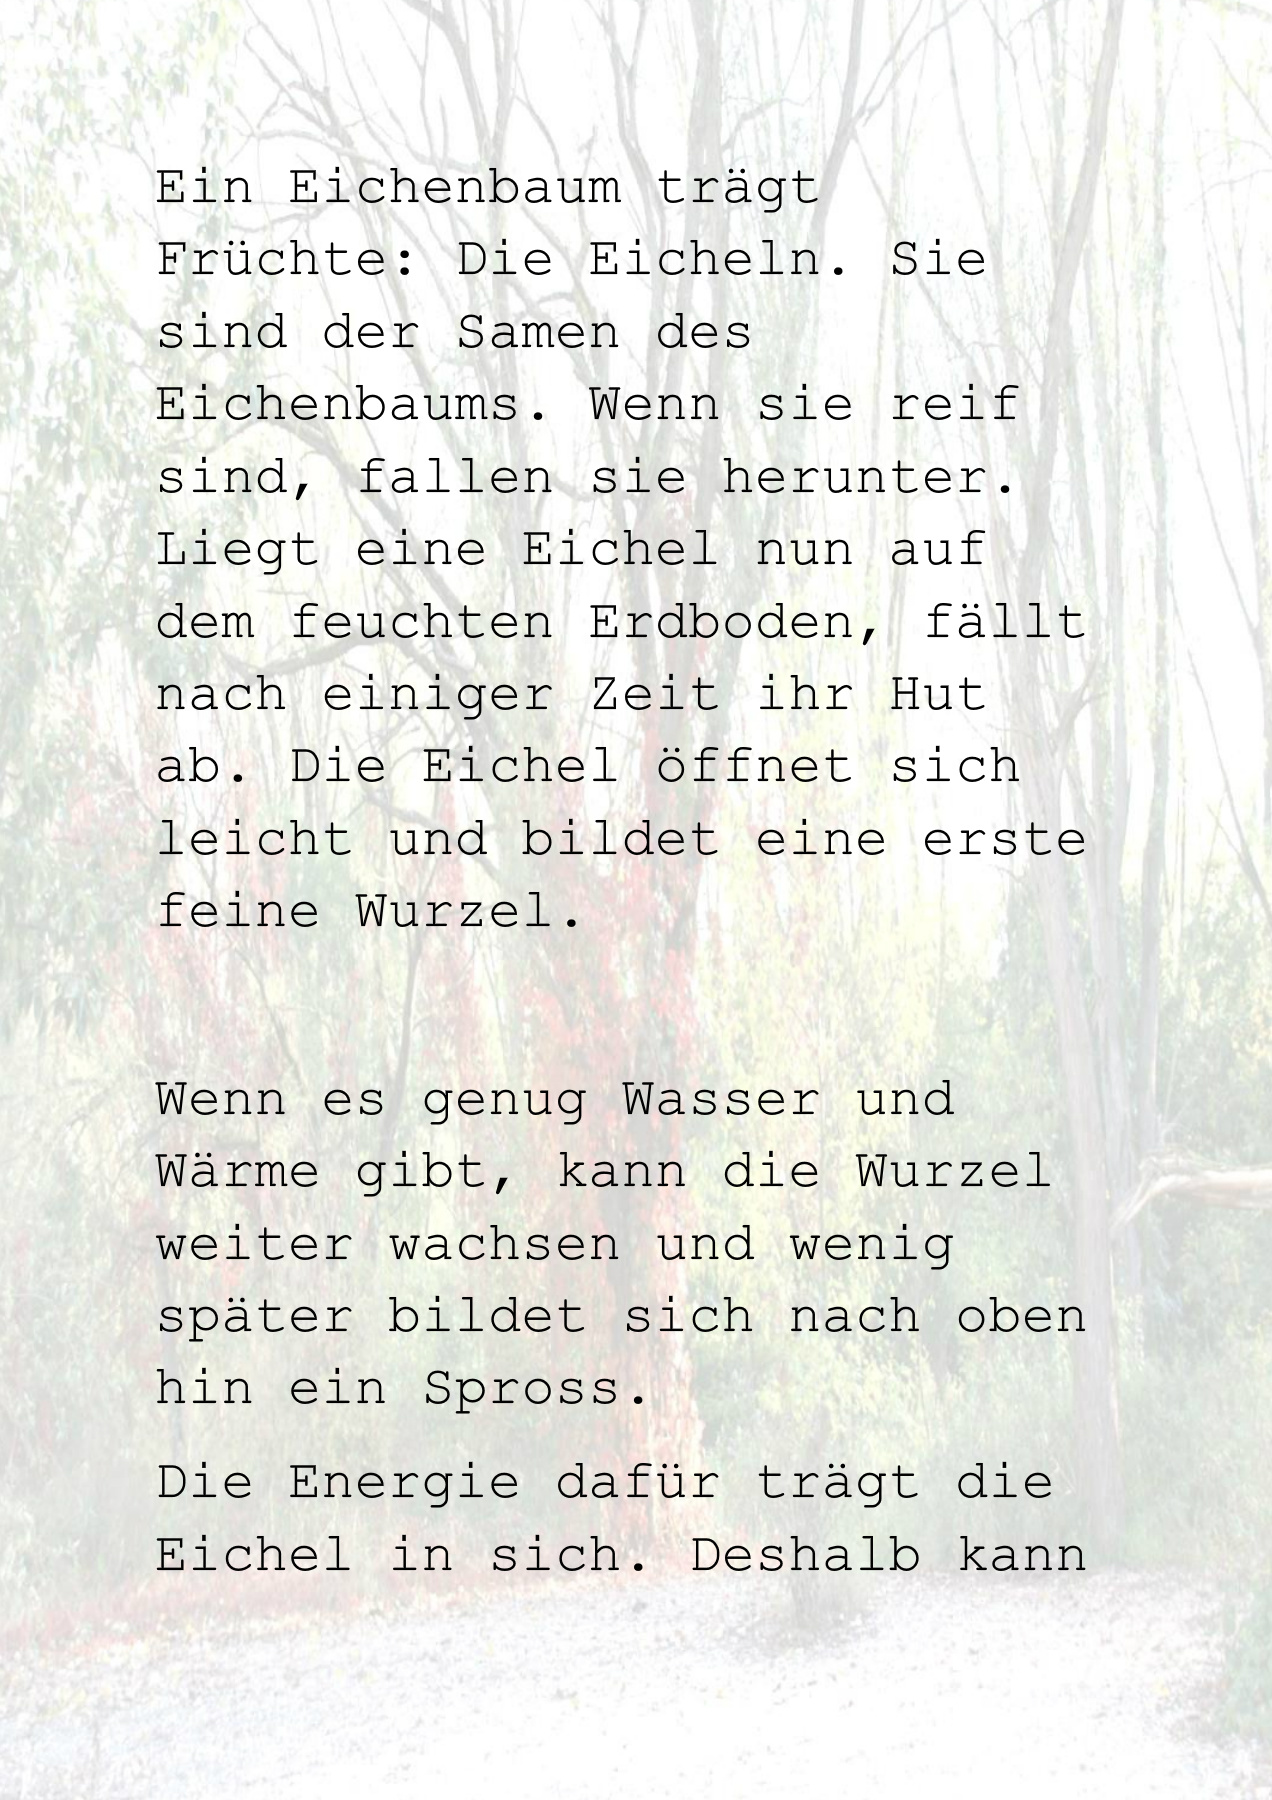 Ein Eichenbaum trägt
Früchte: Die Eicheln. Sie
sind der Samen des
Eichenbaums. Wenn sie reif
sind, fallen sie herunter.
Liegt eine Eichel nun auf
dem feuchten Erdboden, fällt
nach einiger Zeit ihr Hut
ab. Die Eichel öffnet sich
leicht und bildet eine erste
feine Wurzel.
Wenn es genug Wasser und
Wärme gibt, kann die Wurzel
weiter wachsen und wenig
später bildet sich nach oben
hin ein Spross.
Die Energie dafür trägt die
Eichel in sich. Deshalb kann